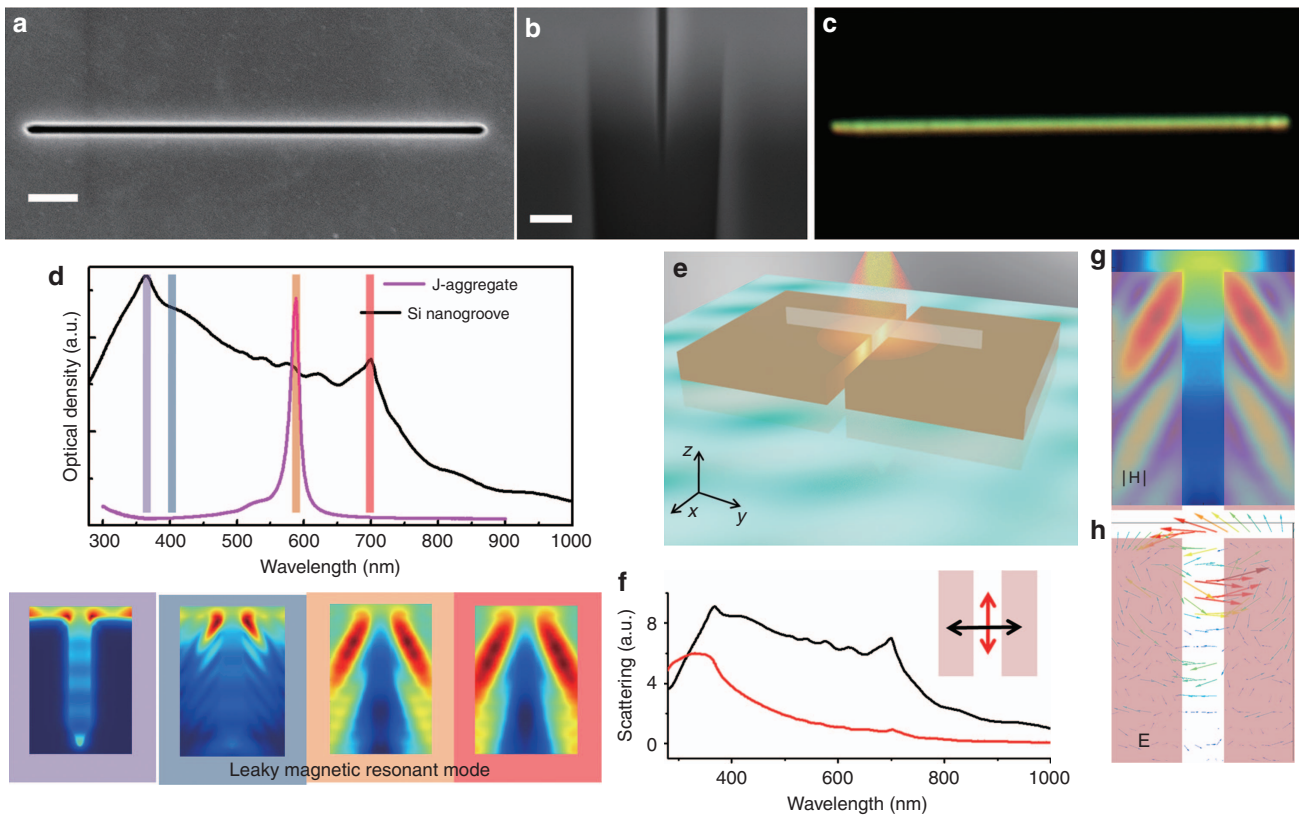 a
b
c
d
J-aggregate
Si nanogroove
Optical density (a.u.)
300 400 500 600 700 800 900 1000
Wavelength (nm)
Leaky magnetic resonant mode
e
z
x
y
f
8
4
0
Scattering (a.u.)
400 600 800 1000
Wavelength (nm)
g
|H|
h
E